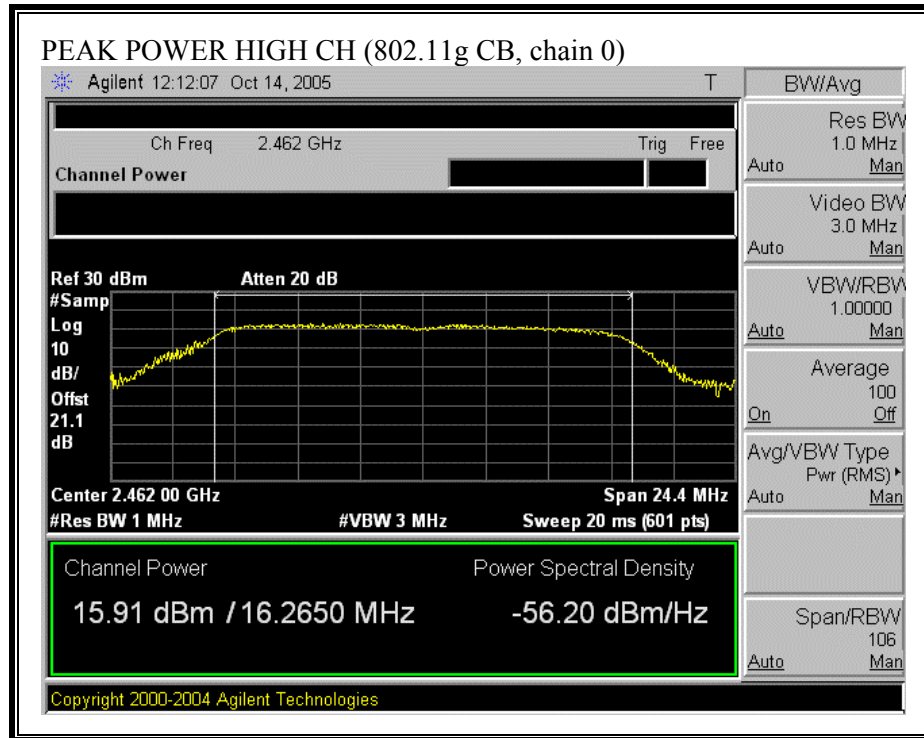 PEAK POWER HIGH CH (802.11g CB, chain 0)
Agilent 12:12:07 Oct 14, 2005 T
BW/Avg
Ch Freq 2.462 GHz Trig Free
Channel Power
Res BW
1.0 MHz
Auto Man
Video BW
3.0 MHz
Auto Man
VBW/RBW
1.00000
Auto Man
Average
100
On Off
Avg/VBW Type
Pwr (RMS)
Auto Man
Span/RBW
106
Auto Man
Ref 30 dBm Atten 20 dB
#Samp
Log
10
dB/
Offst
21.1
dB
Center 2.462 00 GHz Span 24.4 MHz
#Res BW 1 MHz #VBW 3 MHz Sweep 20 ms (601 pts)
Channel Power Power Spectral Density
15.91 dBm / 16.2650 MHz -56.20 dBm/Hz
Copyright 2000-2004 Agilent Technologies